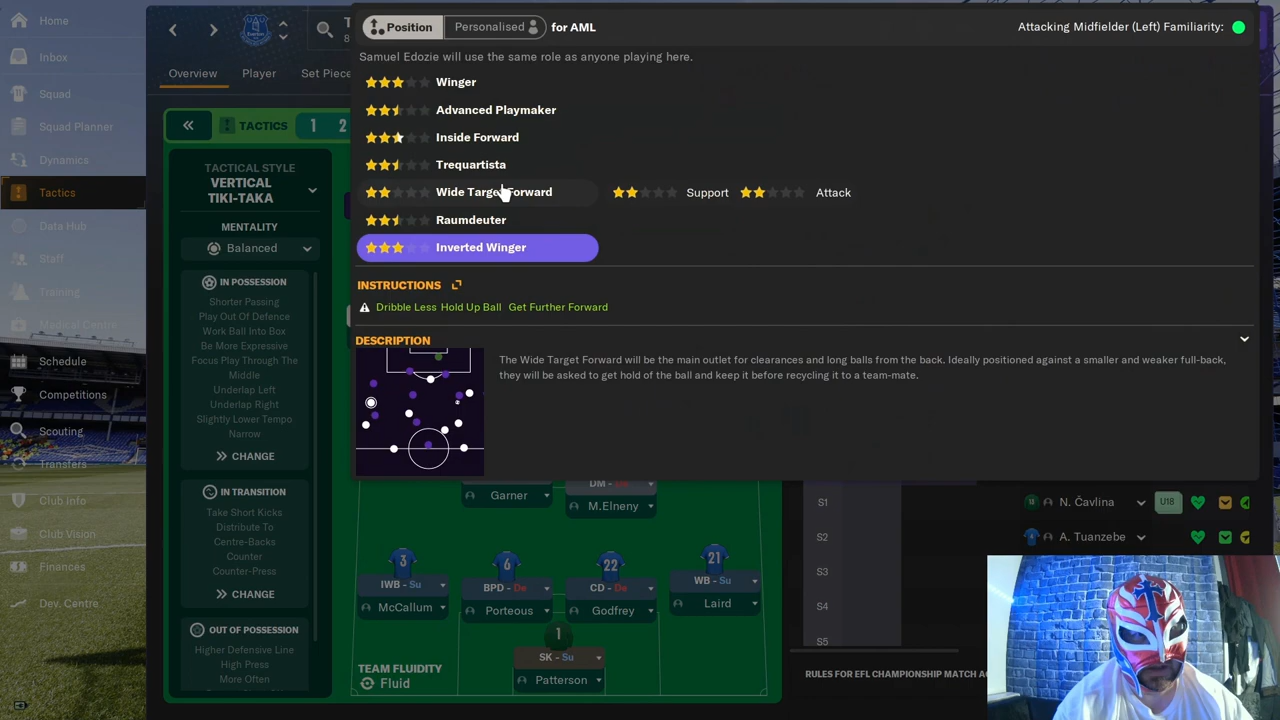 Home
Inbox
Squad
Squad Planner
Dynamics
Tactics
Data Hub
Staff
Training
Medical Centre
Schedule
Competitions
Scouting
Transfers
Club Info
Club Vision
Finances
Dev. Centre
Overview
Player
Set Piece
TACTICS
1
2
TACTICAL STYLE
VERTICAL
TIKI-TAKA
MENTALITY
Balanced
IN POSSESSION
Shorter Passing
Play Out Of Defence
Work Ball Into Box
Be More Expressive
Focus Play Through The
Middle
Underlap Left
Underlap Right
Slightly Lower Tempo
Narrow
CHANGE
IN TRANSITION
Take Short Kicks
Distribute To
Centre-Backs
Counter
Counter-Press
CHANGE
OUT OF POSSESSION
Higher Defensive Line
High Press
More Often
Position
Personalised
for AML
Attacking Midfielder (Left) Familiarity:
Samuel Edozie will use the same role as anyone playing here.
Winger
Advanced Playmaker
Inside Forward
Trequartista
Wide Target Forward
Support
Attack
Raumdeuter
Inverted Winger
INSTRUCTIONS
Dribble Less Hold Up Ball Get Further Forward
DESCRIPTION
The Wide Target Forward will be the main outlet for clearances and long balls from the back. Ideally positioned against a smaller and weaker full-back,
they will be asked to get hold of the ball and keep it before recycling it to a team-mate.
DM - De
Garner
M.Elneny
3
6
22
21
IWB - Su
BPD - De
CD - De
WB - Su
McCallum
Porteous
Godfrey
Laird
1
SK - Su
Patterson
TEAM FLUIDITY
Fluid
S1
N. Čavlina
U18
S2
A. Tuanzebe
S3
S4
S5
RULES FOR EFL CHAMPIONSHIP MATCH